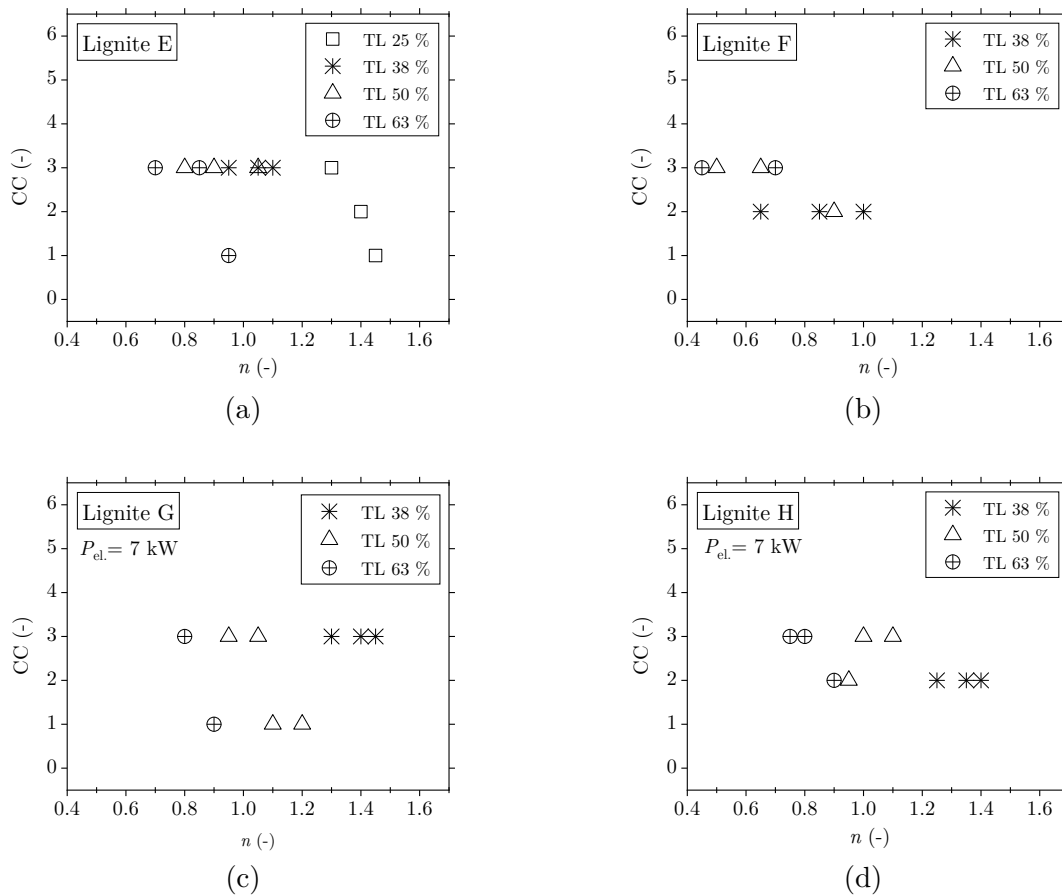 Lignite E
TL 25 %
TL 38 %
TL 50 %
TL 63 %
CC (-)
6
5
4
3
2
1
0
0.4 0.6 0.8 1.0 1.2 1.4 1.6
n (-)
(a)
Lignite F
TL 38 %
TL 50 %
TL 63 %
CC (-)
6
5
4
3
2
1
0
0.4 0.6 0.8 1.0 1.2 1.4 1.6
n (-)
(b)
Lignite G
P el. = 7 kW
TL 38 %
TL 50 %
TL 63 %
CC (-)
6
5
4
3
2
1
0
0.4 0.6 0.8 1.0 1.2 1.4 1.6
n (-)
(c)
Lignite H
P el. = 7 kW
TL 38 %
TL 50 %
TL 63 %
CC (-)
6
5
4
3
2
1
0
0.4 0.6 0.8 1.0 1.2 1.4 1.6
n (-)
(d)